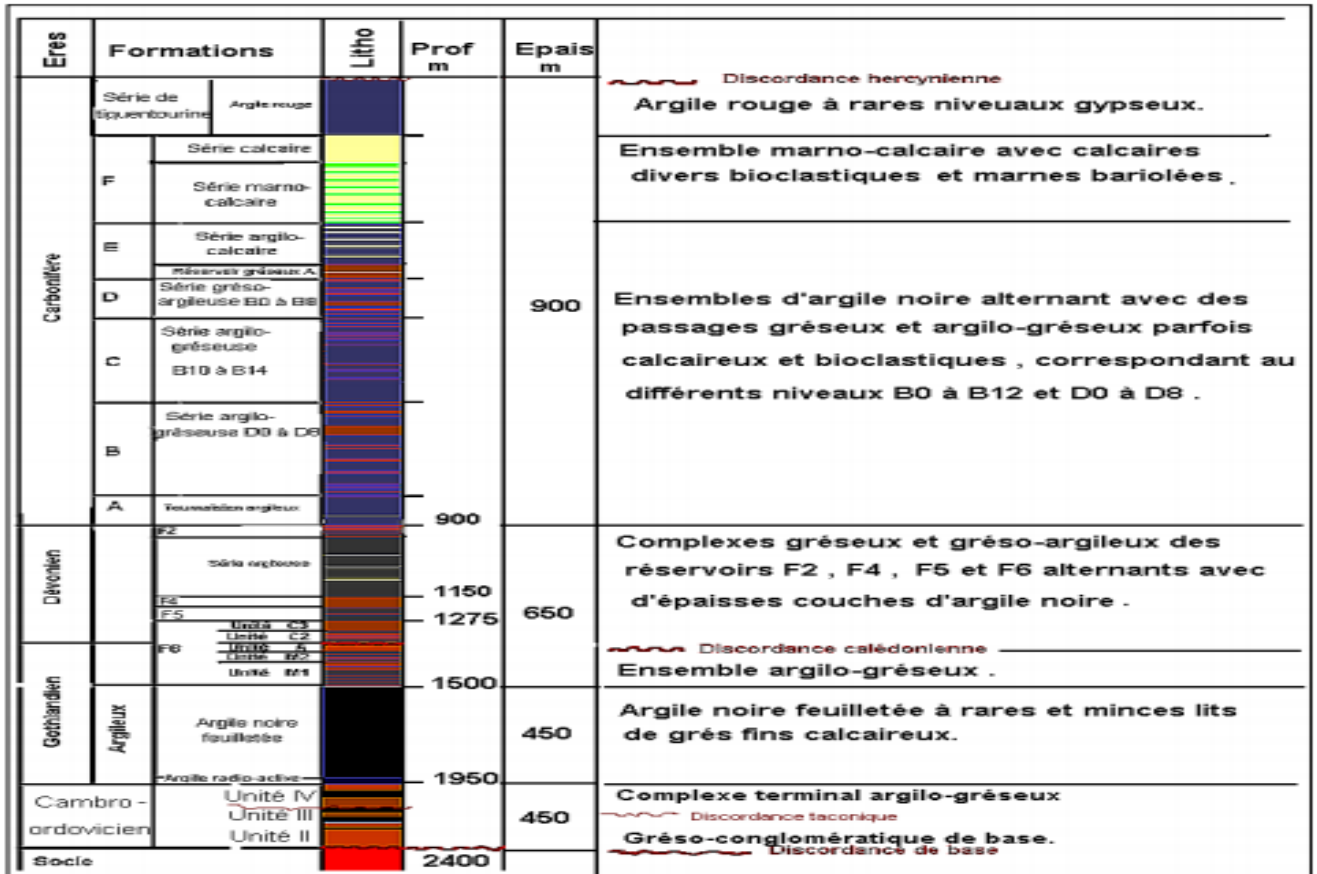 Eres
Formations
Litho
Prof
m
Epais
m
Discordance hercynienne
Série de
tiquentourine
Argile rouge
Argile rouge à rares niveuaux gypseux.
Carbonifère
F
Série calcaire
Série marno-
calcaire
Ensemble marno-calcaire avec calcaires
divers bioclastiques et marnes bariolées .
E
Série argilo-
calcaire
Réservoir gréseux A.
D
Série gréso-
argileuse B0 à B8
C
Série argilo-
gréseuse
B10 à B14
B
Série argilo-
gréseuse D0 à D8
A
Tournaisien argileux
900
900
Ensembles d'argile noire alternant avec des
passages gréseux et argilo-gréseux parfois
calcaireux et bioclastiques , correspondant au
différents niveaux B0 à B12 et D0 à D8 .
Dévonien
F2
Série argileuse
F4
F5
F6
Unité C3
Unité C2
Unité A
Unité M2
Unité M1
1150
1275
1500
650
Complexes gréseux et gréso-argileux des
réservoirs F2 , F4 , F5 et F6 alternants avec
d'épaisses couches d'argile noire .
Discordance calédonienne
Ensemble argilo-gréseux .
Gothlandien
Argileux
Argile noire
feuilletée
Argile radio-active
1950
450
Argile noire feuilletée à rares et minces lits
de grés fins calcaireux.
Cambro -
ordovicien
Unité IV
Unité III
Unité II
450
Complexe terminal argilo-gréseux
Discordance taconique
Gréso-conglomératique de base.
Discordance de base
Socle
2400